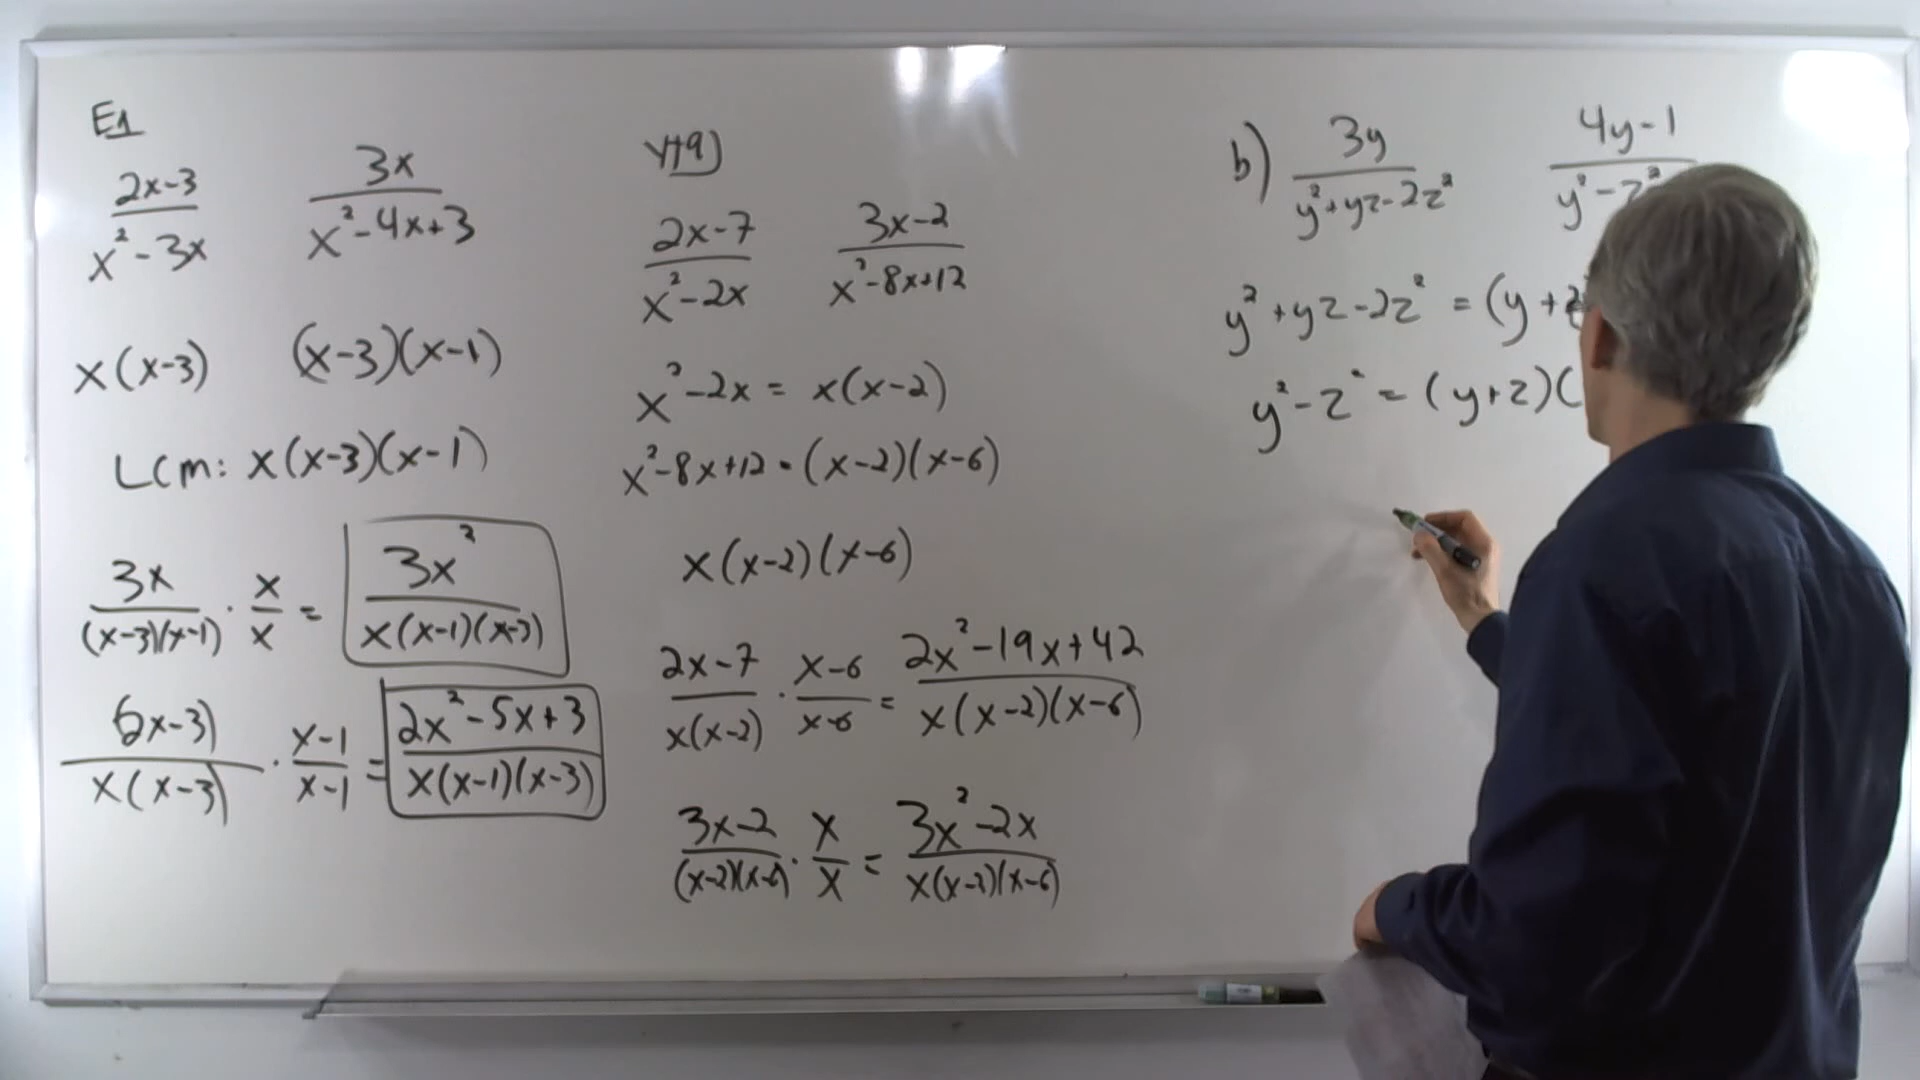 E1
2x-3 / x²-3x    3x / x²-4x+3
x(x-3)    (x-3)(x-1)
LCM: x(x-3)(x-1)
3x / (x-3)(x-1) · x / x = 3x² / x(x-1)(x-3)
(2x-3) / x(x-3) · x-1 / x-1 = 2x²-5x+3 / x(x-1)(x-3)
2x-7 / x²-2x    3x-2 / x²-8x+12
x²-2x = x(x-2)
x²-8x+12 = (x-2)(x-6)
x(x-2)(x-6)
2x-7 / x(x-2) · x-6 / x-6 = 2x²-19x+42 / x(x-2)(x-6)
3x-2 / (x-2)(x-6) · x / x = 3x²-2x / x(x-2)(x-6)
b) 3y / y²+yz-2z²    4y-1 / y²-z²
y²+yz-2z² = (y+2
y²-z² = (y+z)(